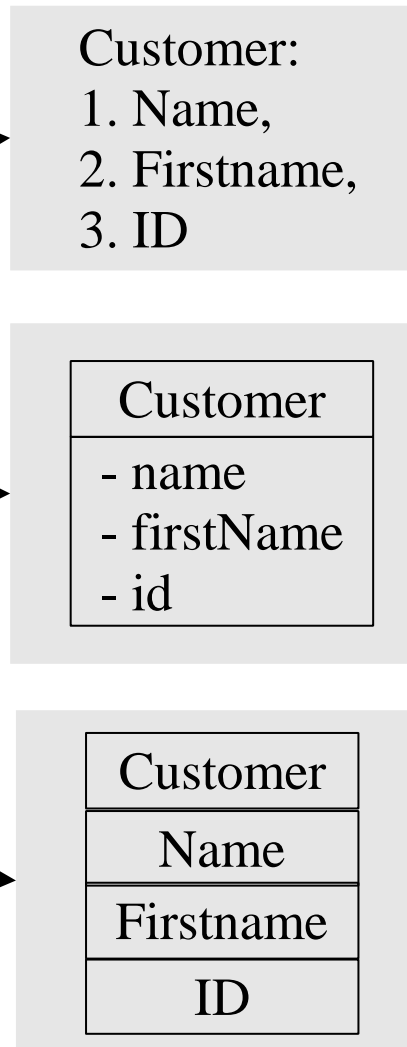 Customer:
1. Name,
2. Firstname,
3. ID
Customer
- name
- firstName
- id
Customer
Name
Firstname
ID